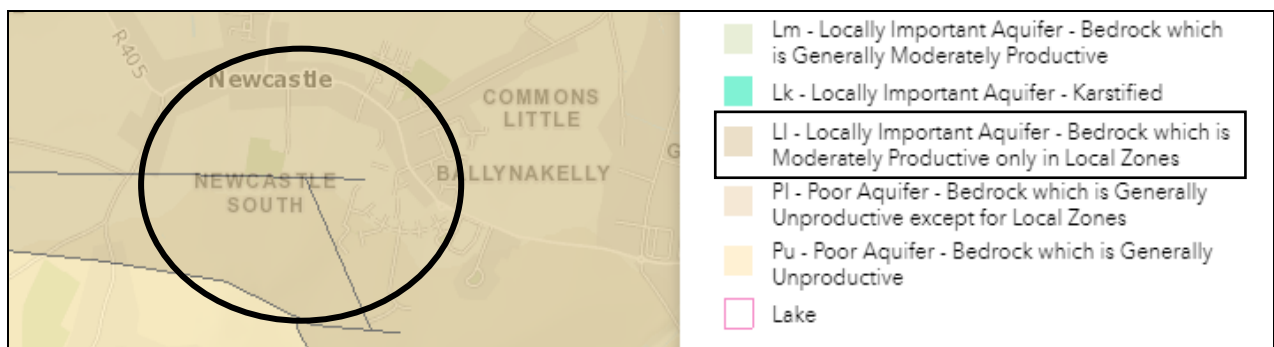 R405
Newcastle
COMMONS
LITTLE
BALLYNAKELLY
G
NEWCASTLE
SOUTH
Lm - Locally Important Aquifer - Bedrock which
is Generally Moderately Productive
Lk - Locally Important Aquifer - Karstified
Ll - Locally Important Aquifer - Bedrock which is
Moderately Productive only in Local Zones
Pl - Poor Aquifer - Bedrock which is Generally
Unproductive except for Local Zones
Pu - Poor Aquifer - Bedrock which is Generally
Unproductive
Lake